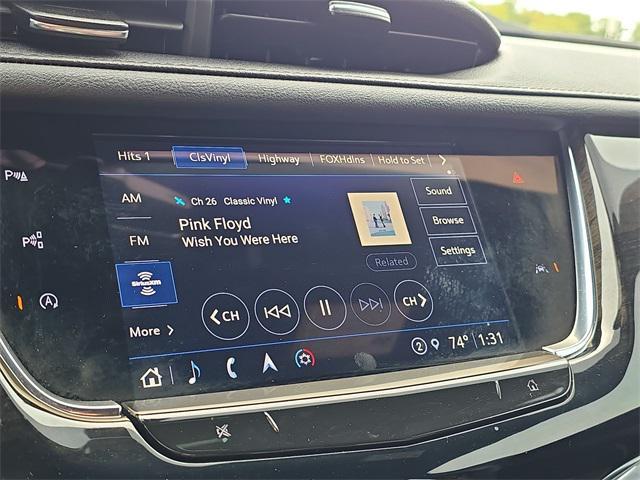 Hits 1 ClsVinyl Highway FOXHdlns Hold to Set
AM
Ch 26 Classic Vinyl
Sound
Pink Floyd
FM
Wish You Were Here
Browse
Related
Settings
SiriusXM
CH
CH
More
2 74° 1:31
P
P
A